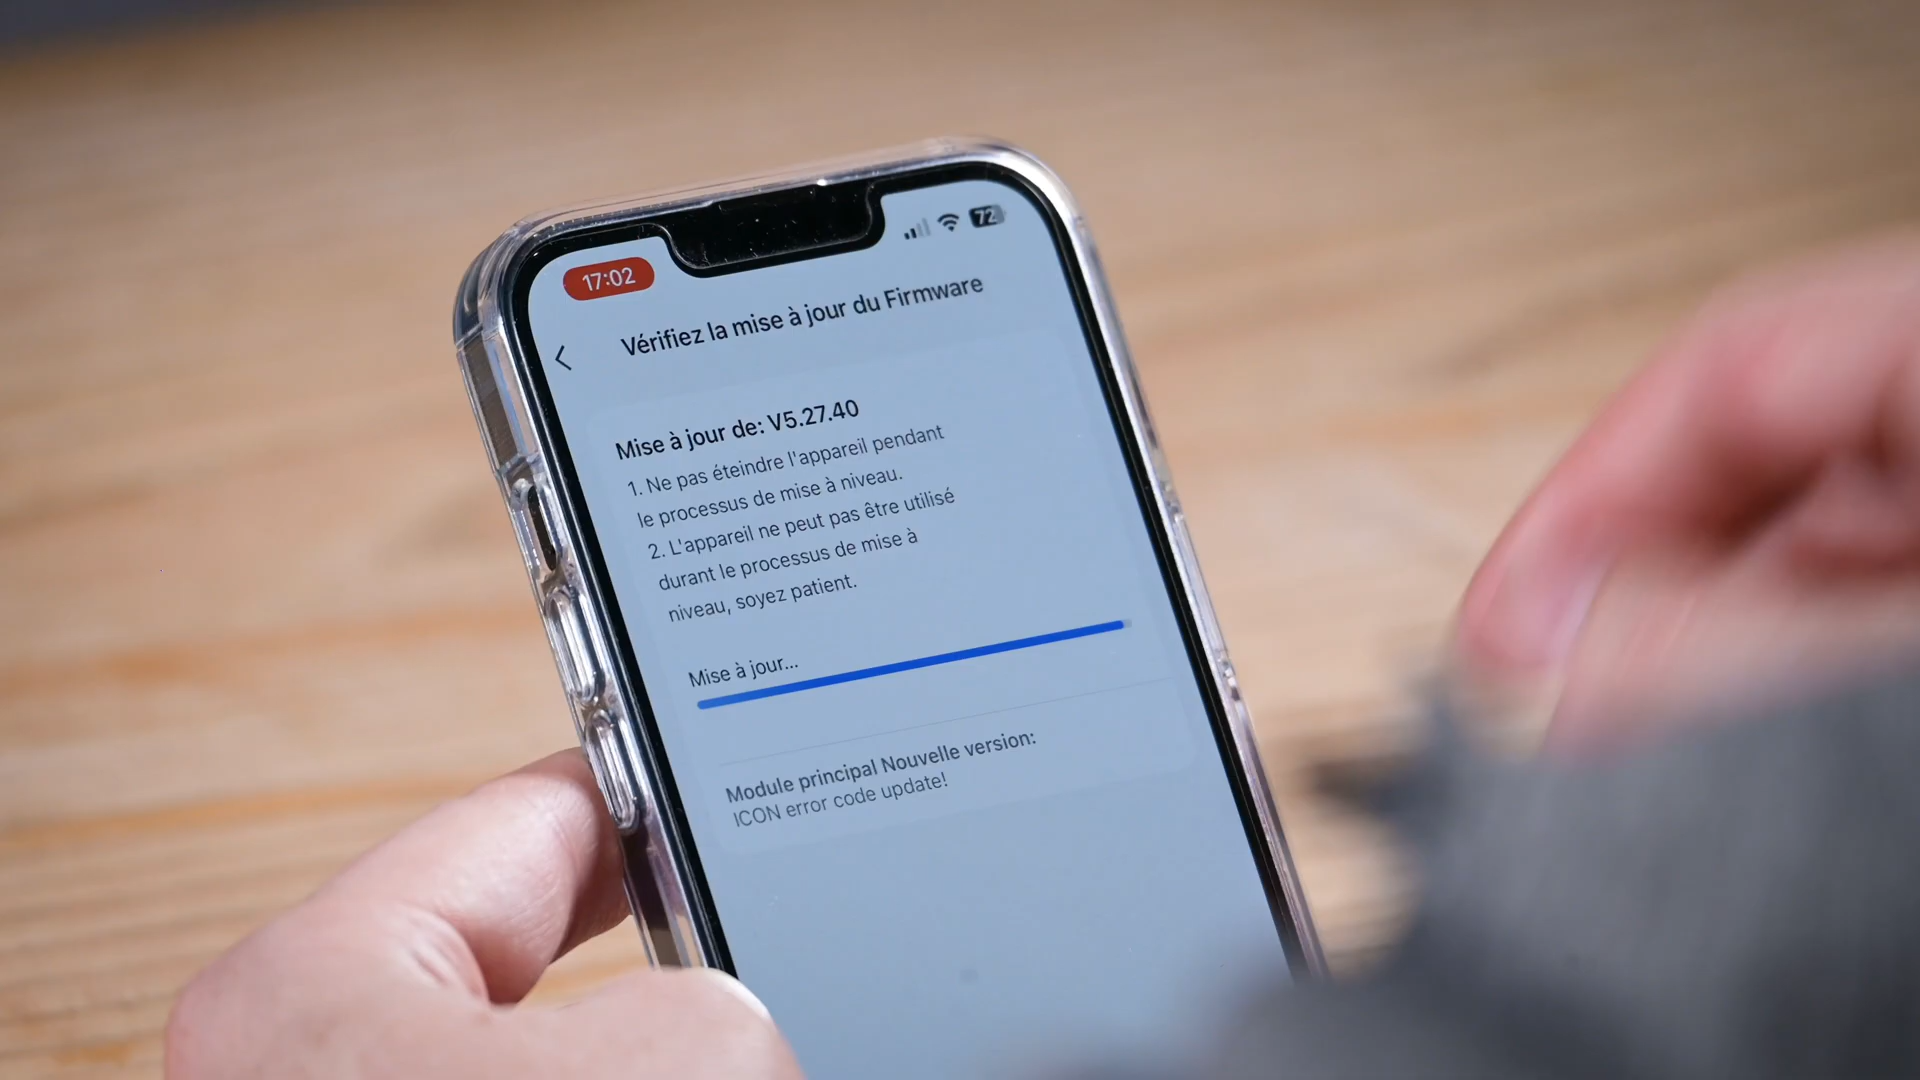 17:02
72
Vérifiez la mise à jour du Firmware
Mise à jour de: V5.27.40
1. Ne pas éteindre l'appareil pendant
le processus de mise à niveau.
2. L'appareil ne peut pas être utilisé
durant le processus de mise à
niveau, soyez patient.
Mise à jour...
Module principal Nouvelle version:
ICON error code update!